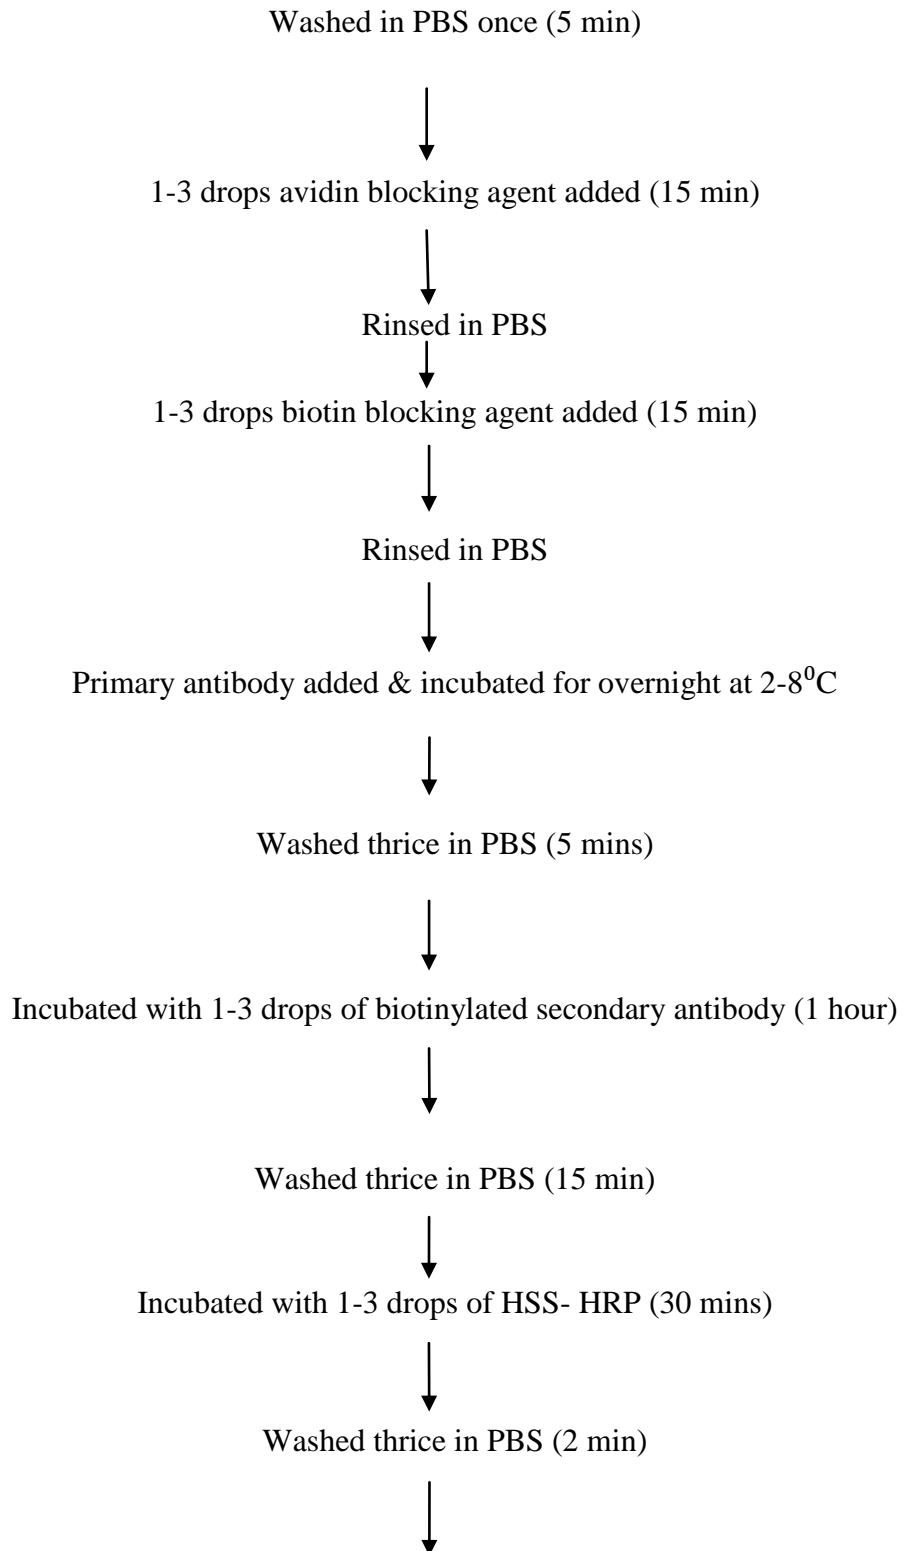 Washed in PBS once (5 min)
1-3 drops avidin blocking agent added (15 min)
Rinsed in PBS
1-3 drops biotin blocking agent added (15 min)
Rinsed in PBS
Primary antibody added & incubated for overnight at 2-8⁰C
Washed thrice in PBS (5 mins)
Incubated with 1-3 drops of biotinylated secondary antibody (1 hour)
Washed thrice in PBS (15 min)
Incubated with 1-3 drops of HSS- HRP (30 mins)
Washed thrice in PBS (2 min)